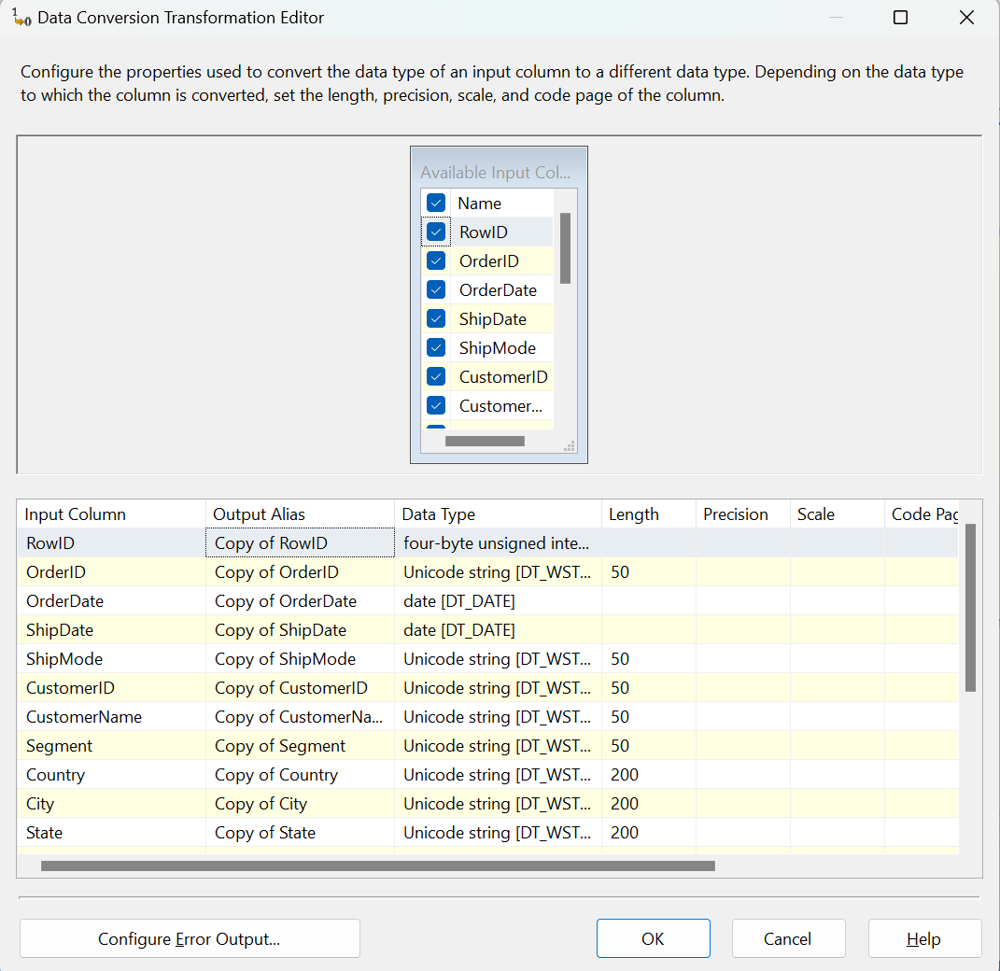 Data Conversion Transformation Editor
Configure the properties used to convert the data type of an input column to a different data type. Depending on the data type
to which the column is converted, set the length, precision, scale, and code page of the column.
Available Input Col...
Name
RowID
OrderID
OrderDate
ShipDate
ShipMode
CustomerID
Customer...
Input Column Output Alias Data Type Length Precision Scale Code Pag
RowID Copy of RowID four-byte unsigned inte...
OrderID Copy of OrderID Unicode string [DT_WST... 50
OrderDate Copy of OrderDate date [DT_DATE]
ShipDate Copy of ShipDate date [DT_DATE]
ShipMode Copy of ShipMode Unicode string [DT_WST... 50
CustomerID Copy of CustomerID Unicode string [DT_WST... 50
CustomerName Copy of CustomerNa... Unicode string [DT_WST... 50
Segment Copy of Segment Unicode string [DT_WST... 50
Country Copy of Country Unicode string [DT_WST... 200
City Copy of City Unicode string [DT_WST... 200
State Copy of State Unicode string [DT_WST... 200
Configure Error Output... OK Cancel Help